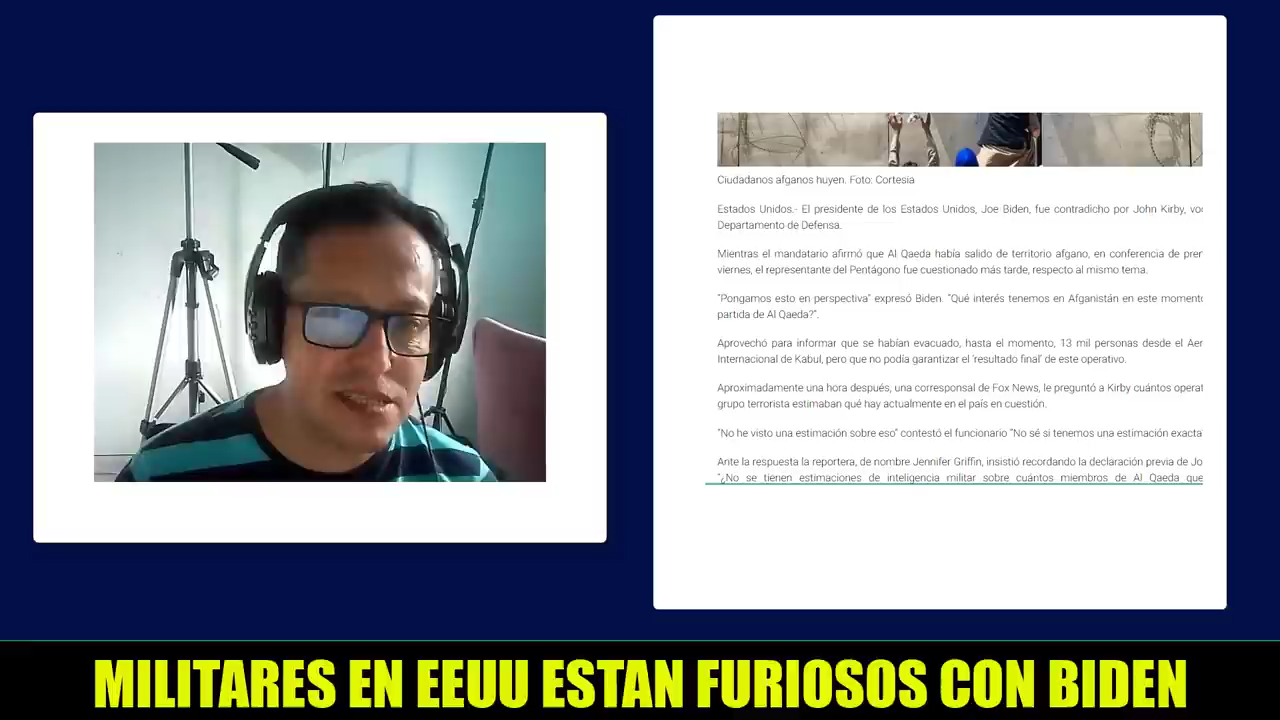 Ciudadanos afganos huyen. Foto: Cortesía
Estados Unidos.- El presidente de los Estados Unidos, Joe Biden, fue contradicho por John Kirby,
Departamento de Defensa.
Mientras el mandatario afirmó que Al Qaeda había salido de territorio afgano, en conferencia de
viernes, el representante del Pentágono fue cuestionado más tarde, respecto al mismo tema.
"Pongamos esto en perspectiva" expresó Biden. "Qué interés tenemos en Afganistán en este
partida de Al Qaeda?".
Aprovechó para informar que se habían evacuado, hasta el momento, 13 mil personas desde el
Internacional de Kabul, pero que no podía garantizar el 'resultado final' de este operativo.
Aproximadamente una hora después, una corresponsal de Fox News, le preguntó a Kirby cuántos
grupo terrorista estimaban qué hay actualmente en el país en cuestión.
"No he visto una estimación sobre eso" contestó el funcionario "No sé si tenemos una estimación exacta
Ante la respuesta la reportera, de nombre Jennifer Griffin, insistió recordando la declaración previa de
"¿No se tienen estimaciones de inteligencia militar sobre cuántos miembros de Al Qaeda
MILITARES EN EEUU ESTAN FURIOSOS CON BIDEN